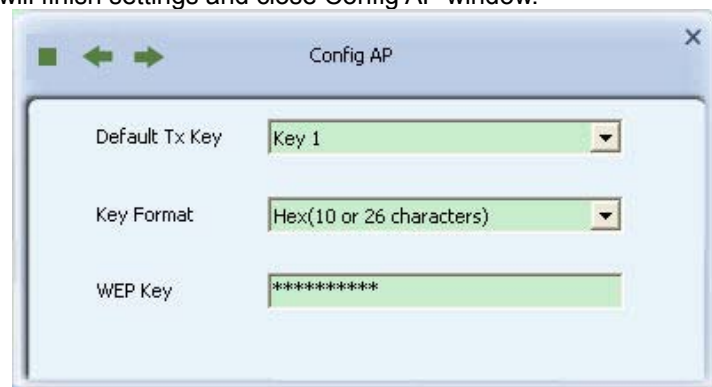 will finish settings and close Config AP window.
Config AP
Default Tx Key
Key 1
Key Format
Hex(10 or 26 characters)
WEP Key
**********